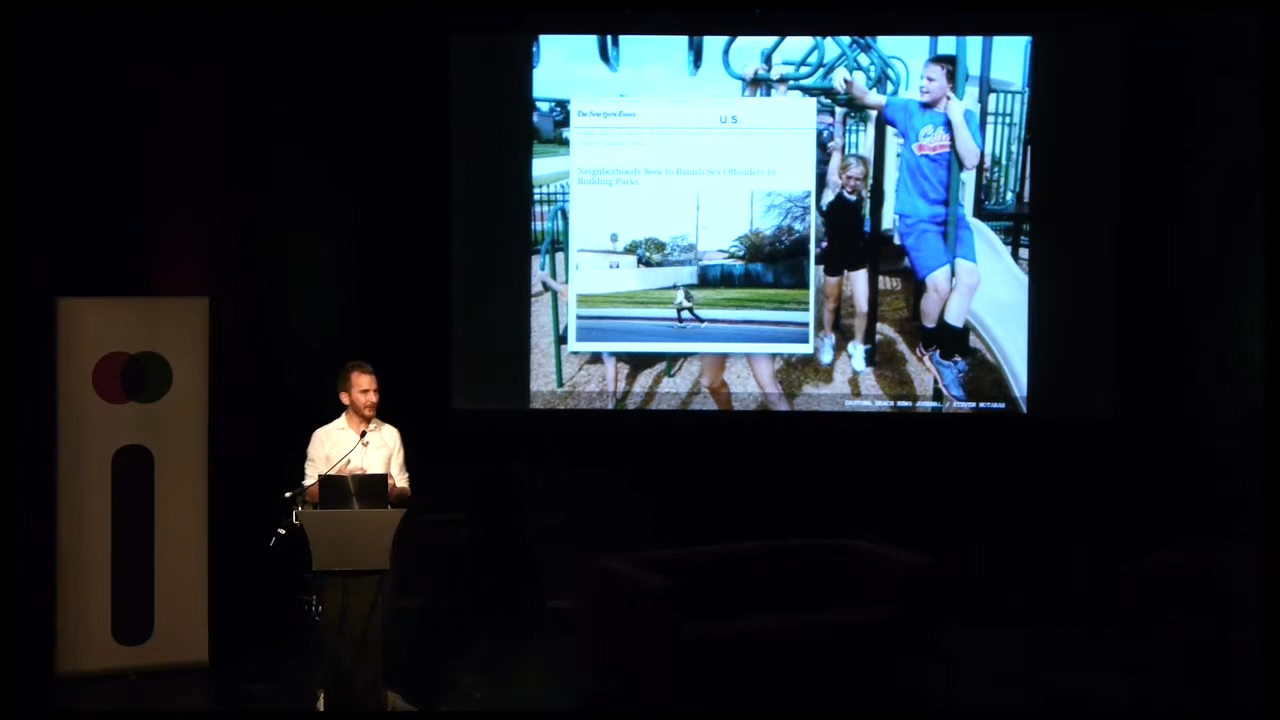 The New York Times
U.S.
Neighborhoods Seek to Banish Sex Offenders by
Building Parks
DAYTONA BEACH NEWS JOURNAL / STEVEN NOTARAS